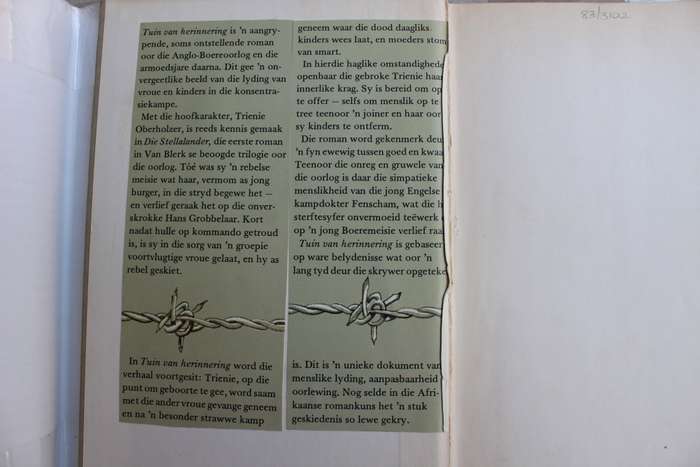 Tuin van herinnering is 'n aangry-
pende, soms ontstellende roman
oor die Anglo-Boereoorlog en die
armoedsjare daarna. Dit gee 'n on-
vergeetlike beeld van die lyding van
vroue en kinders in die konsentra-
siekampe.
Met die hoofkarakter, Trienie
Oberholzer, is reeds kennis gemaak
in Die Stellalander, die eerste roman
in Van Blerk se beoogde trilogie oor
die oorlog. Tóé was sy 'n rebelse
meisie wat haar, vermom as jong
burger, in die stryd begewe het —
en verlief geraak het op die onver-
skrokke Hans Grobbelaar. Kort
nadat hulle op kommando getroud
is, is sy in die sorg van 'n groepie
voortvlugtige vroue gelaat, en hy as
rebel geskiet.
In Tuin van herinnering word die
verhaal voortgesit: Trienie, op die
punt om geboorte te gee, word saam
met die ander vroue gevange geneem
en na 'n besonder strawwe kamp
geneem waar die dood daagliks
kinders wees laat, en moeders stom
van smart.
In hierdie haglike omstandighede
openbaar die gebroke Trienie haar
innerlike krag. Sy is bereid om op
te offer — selfs om menslik op te
tree teenoor 'n joiner en haar oor
sy kinders te ontferm.
Die roman word gekenmerk deu
'n fyn ewewig tussen goed en kwaa
Teenoor die onreg en gruwele van
die oorlog is daar die simpatieke
menslikheid van die jong Engelse
kampdokter Fenscham, wat die h
sterftesyfer onvermoeid teëwerk
op 'n jong Boeremeisie verlief raa
Tuin van herinnering is gebaseer
op ware belydenisse wat oor 'n
lang tyd deur die skrywer opgeteke
is. Dit is 'n unieke dokument van
menslike lyding, aanpasbaarheid
oorlewing. Nog selde in die Afri-
kaanse romankuns het 'n stuk
geskiedenis so lewe gekry.
83/3102